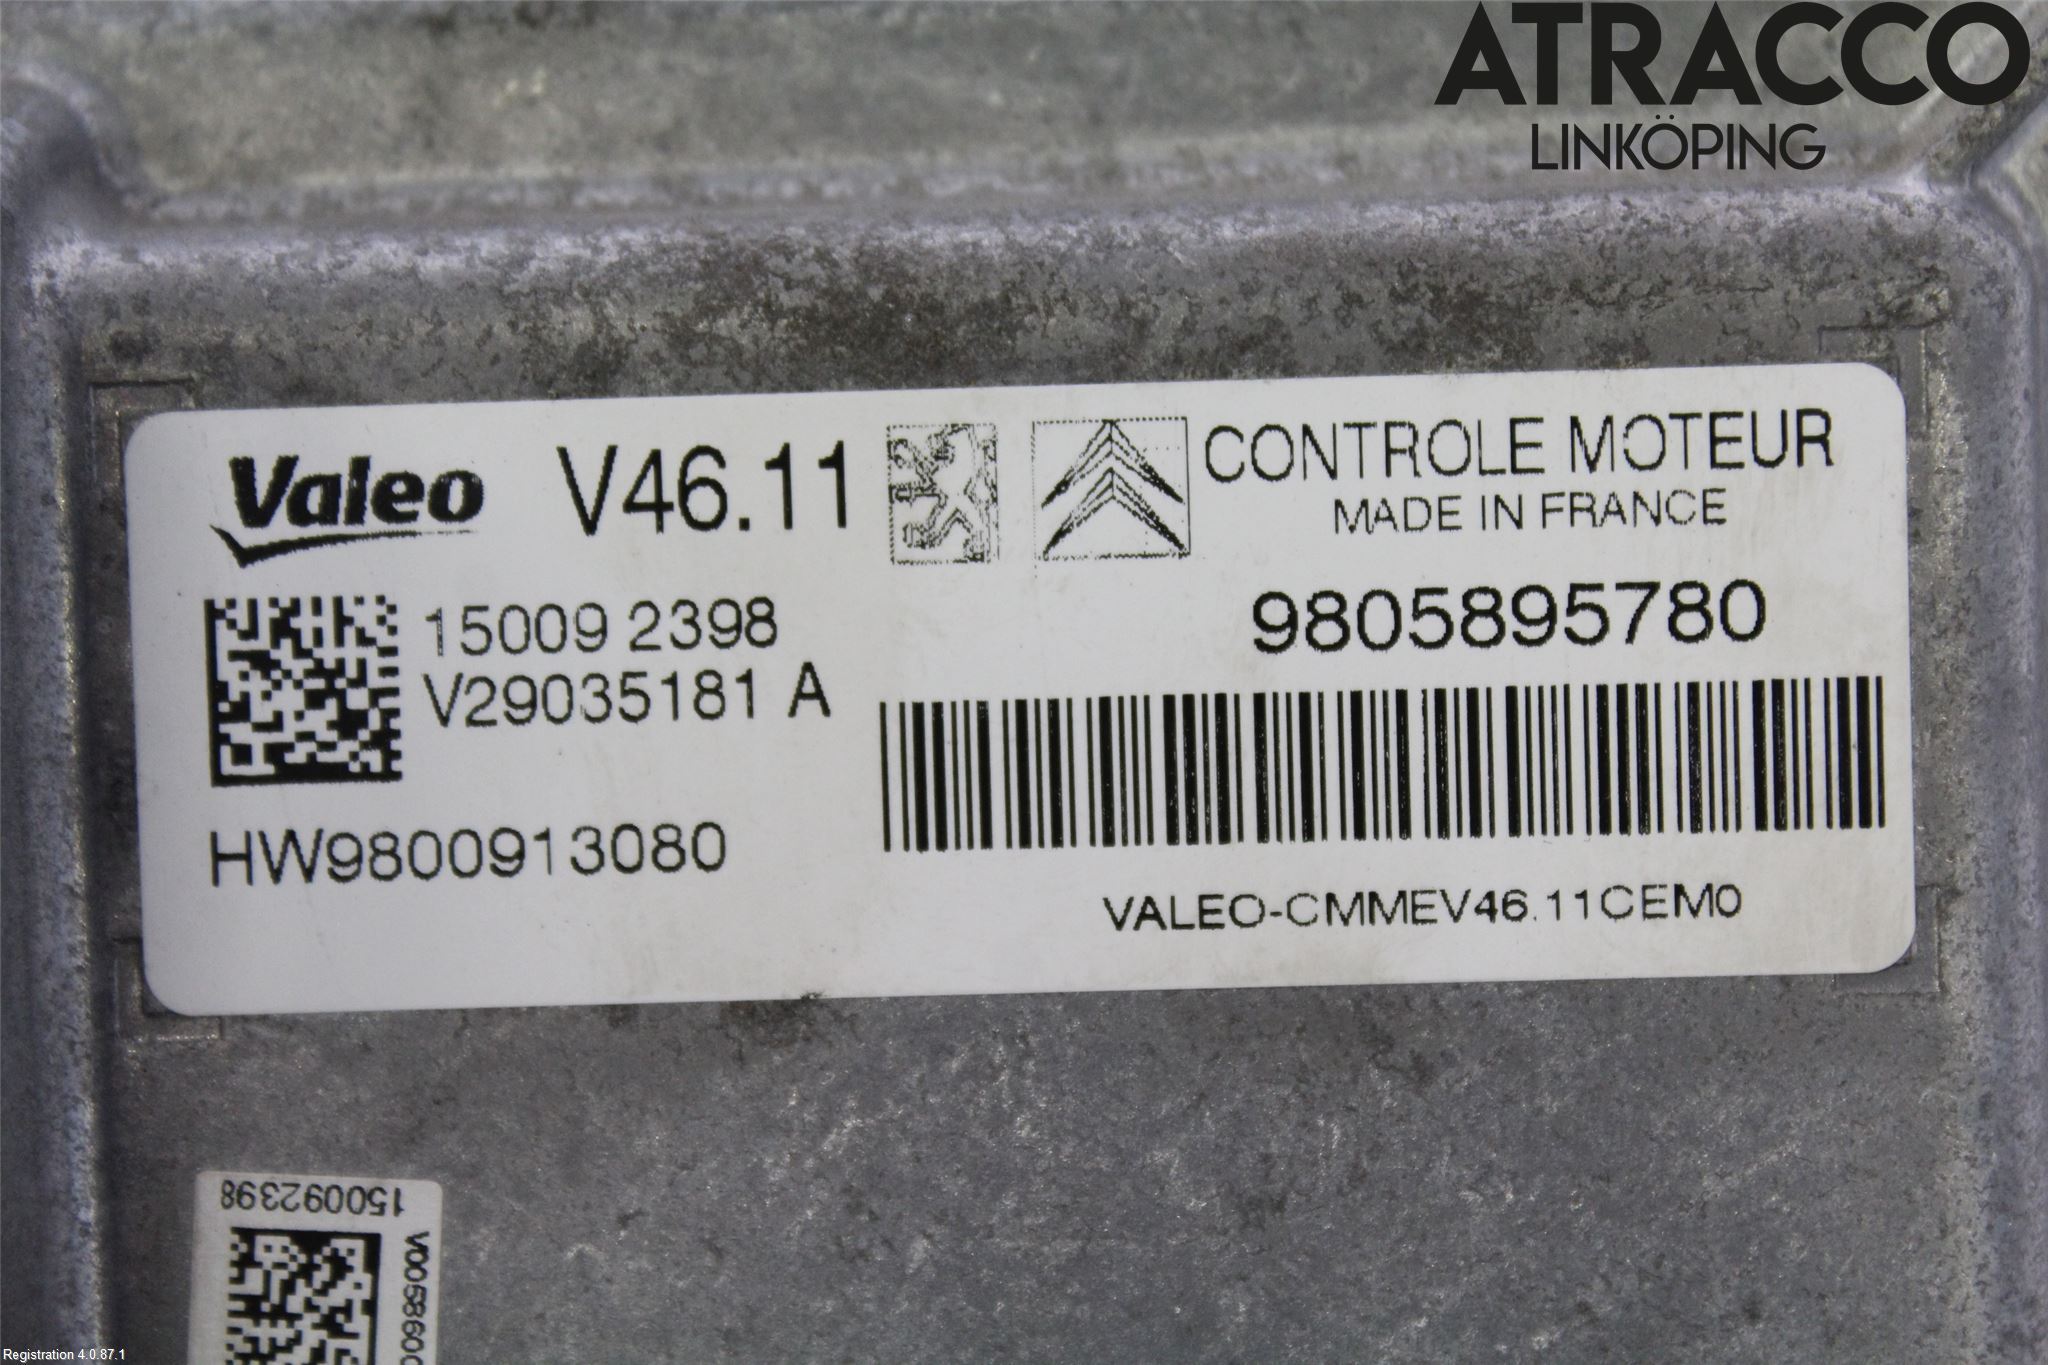 ATRACCO
LINKÖPING
Valeo V46.11 CONTROLE MOTEUR
MADE IN FRANCE
15009 2398
V29035181 A
9805895780
HW9800913080
VALEO-CMMEV46.11CEM0
150092398
Registration 4.0.87.1